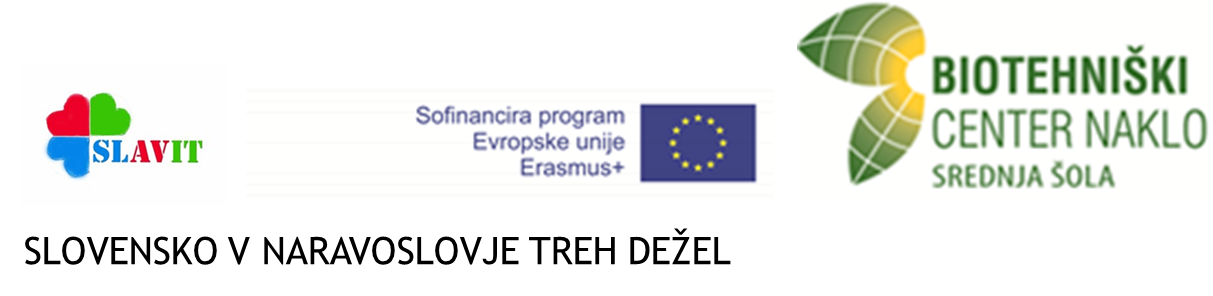 SLAVIT
Sofinancira program
Evropske unije
Erasmus+
BIOTEHNIŠKI
CENTER NAKLO
SREDNJA ŠOLA
SLOVENSKO V NARAVOSLOVJE TREH DEŽEL